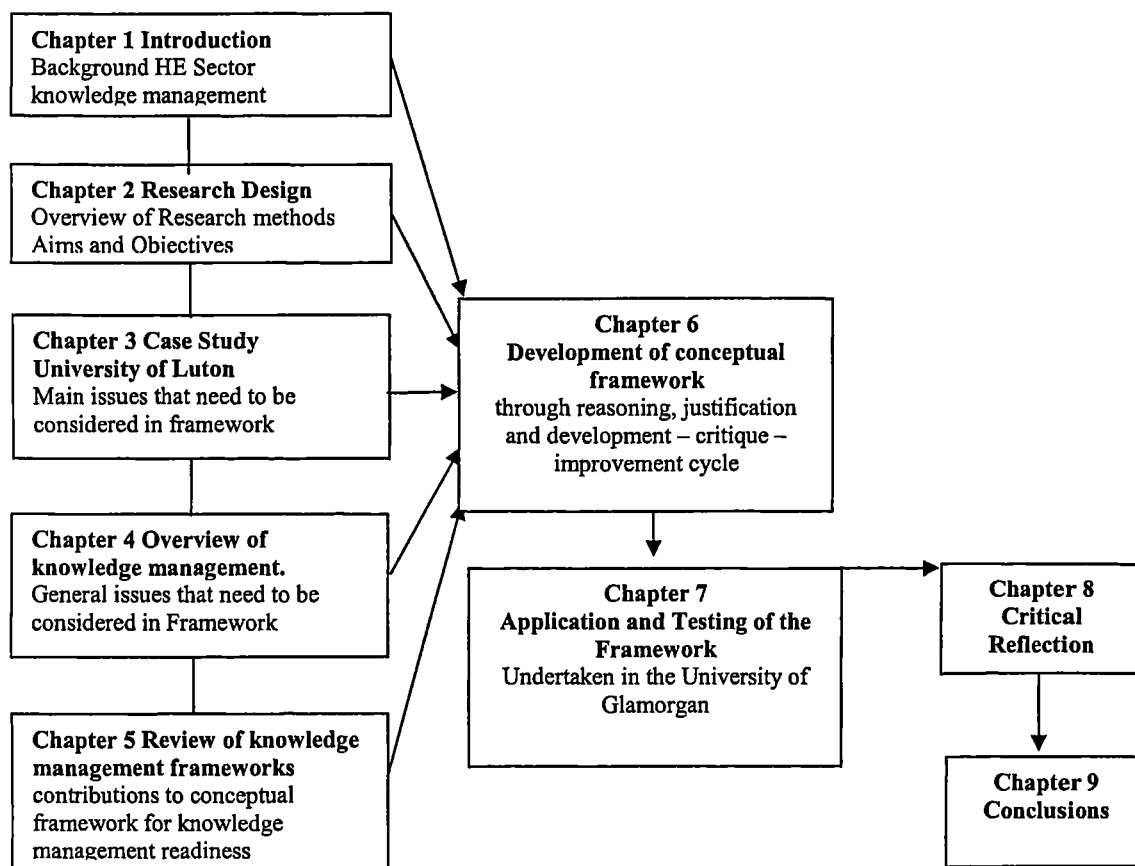 Chapter 1 Introduction
Background HE Sector
knowledge management
Chapter 2 Research Design
Overview of Research methods
Aims and Objectives
Chapter 3 Case Study
University of Luton
Main issues that need to be
considered in framework
Chapter 4 Overview of
knowledge management.
General issues that need to be
considered in Framework
Chapter 5 Review of knowledge
management frameworks
contributions to conceptual
framework for knowledge
management readiness
Chapter 6
Development of conceptual
framework
through reasoning, justification
and development – critique –
improvement cycle
Chapter 7
Application and Testing of the
Framework
Undertaken in the University of
Glamorgan
Chapter 8
Critical
Reflection
Chapter 9
Conclusions